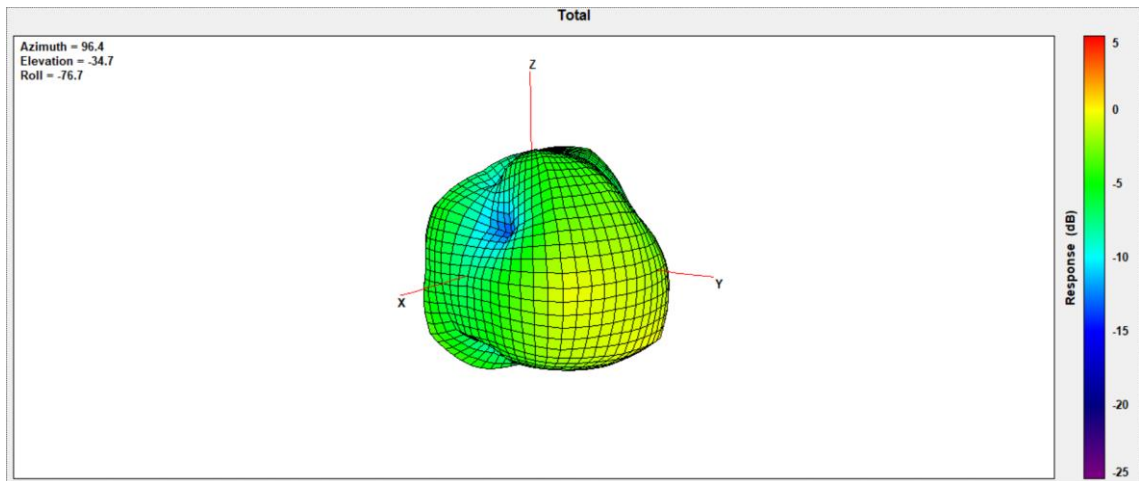 Total
Azimuth = 96.4
Elevation = -34.7
Roll = -76.7
Z
Y
X
5
0
-5
-10
-15
-20
-25
Response (dB)